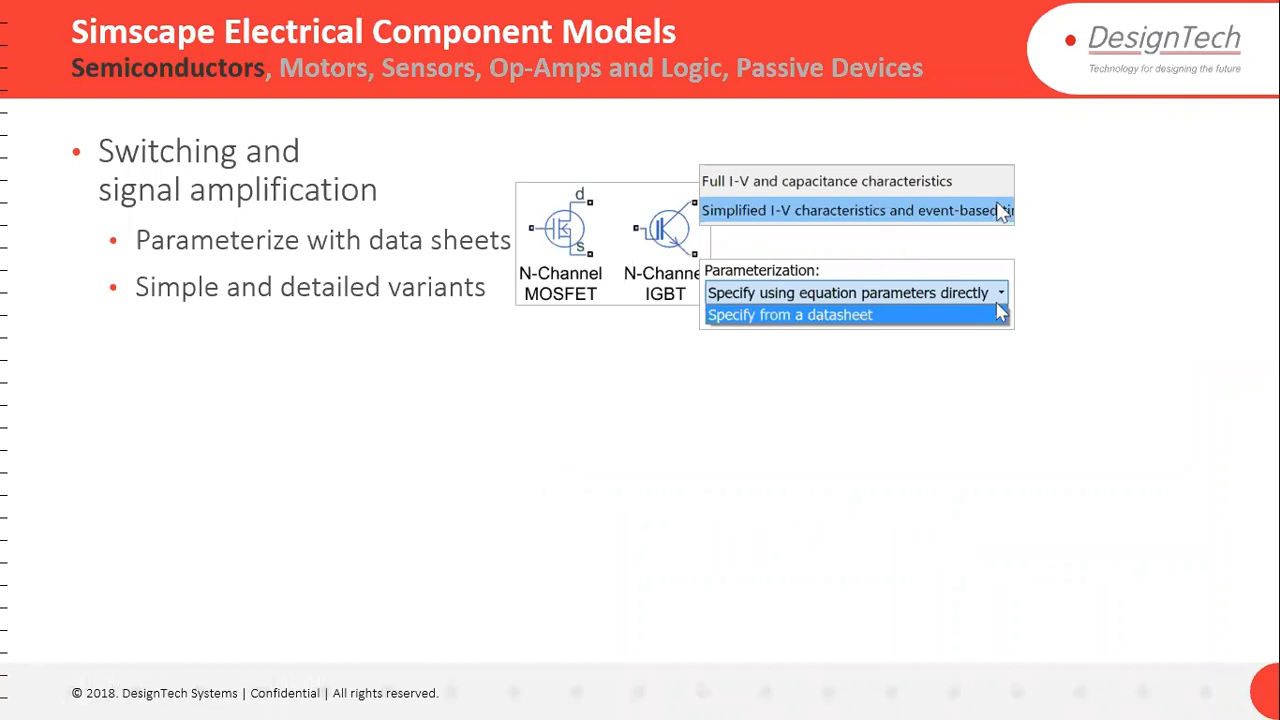 Simscape Electrical Component Models
Semiconductors, Motors, Sensors, Op-Amps and Logic, Passive Devices
DesignTech
Technology for designing the future
• Switching and
signal amplification
• Parameterize with data sheets
• Simple and detailed variants
d
s
N-Channel
MOSFET
N-Channe
IGBT
Full I-V and capacitance characteristics
Simplified I-V characteristics and event-based
Parameterization:
Specify using equation parameters directly
Specify from a datasheet
© 2018. DesignTech Systems | Confidential | All rights reserved.